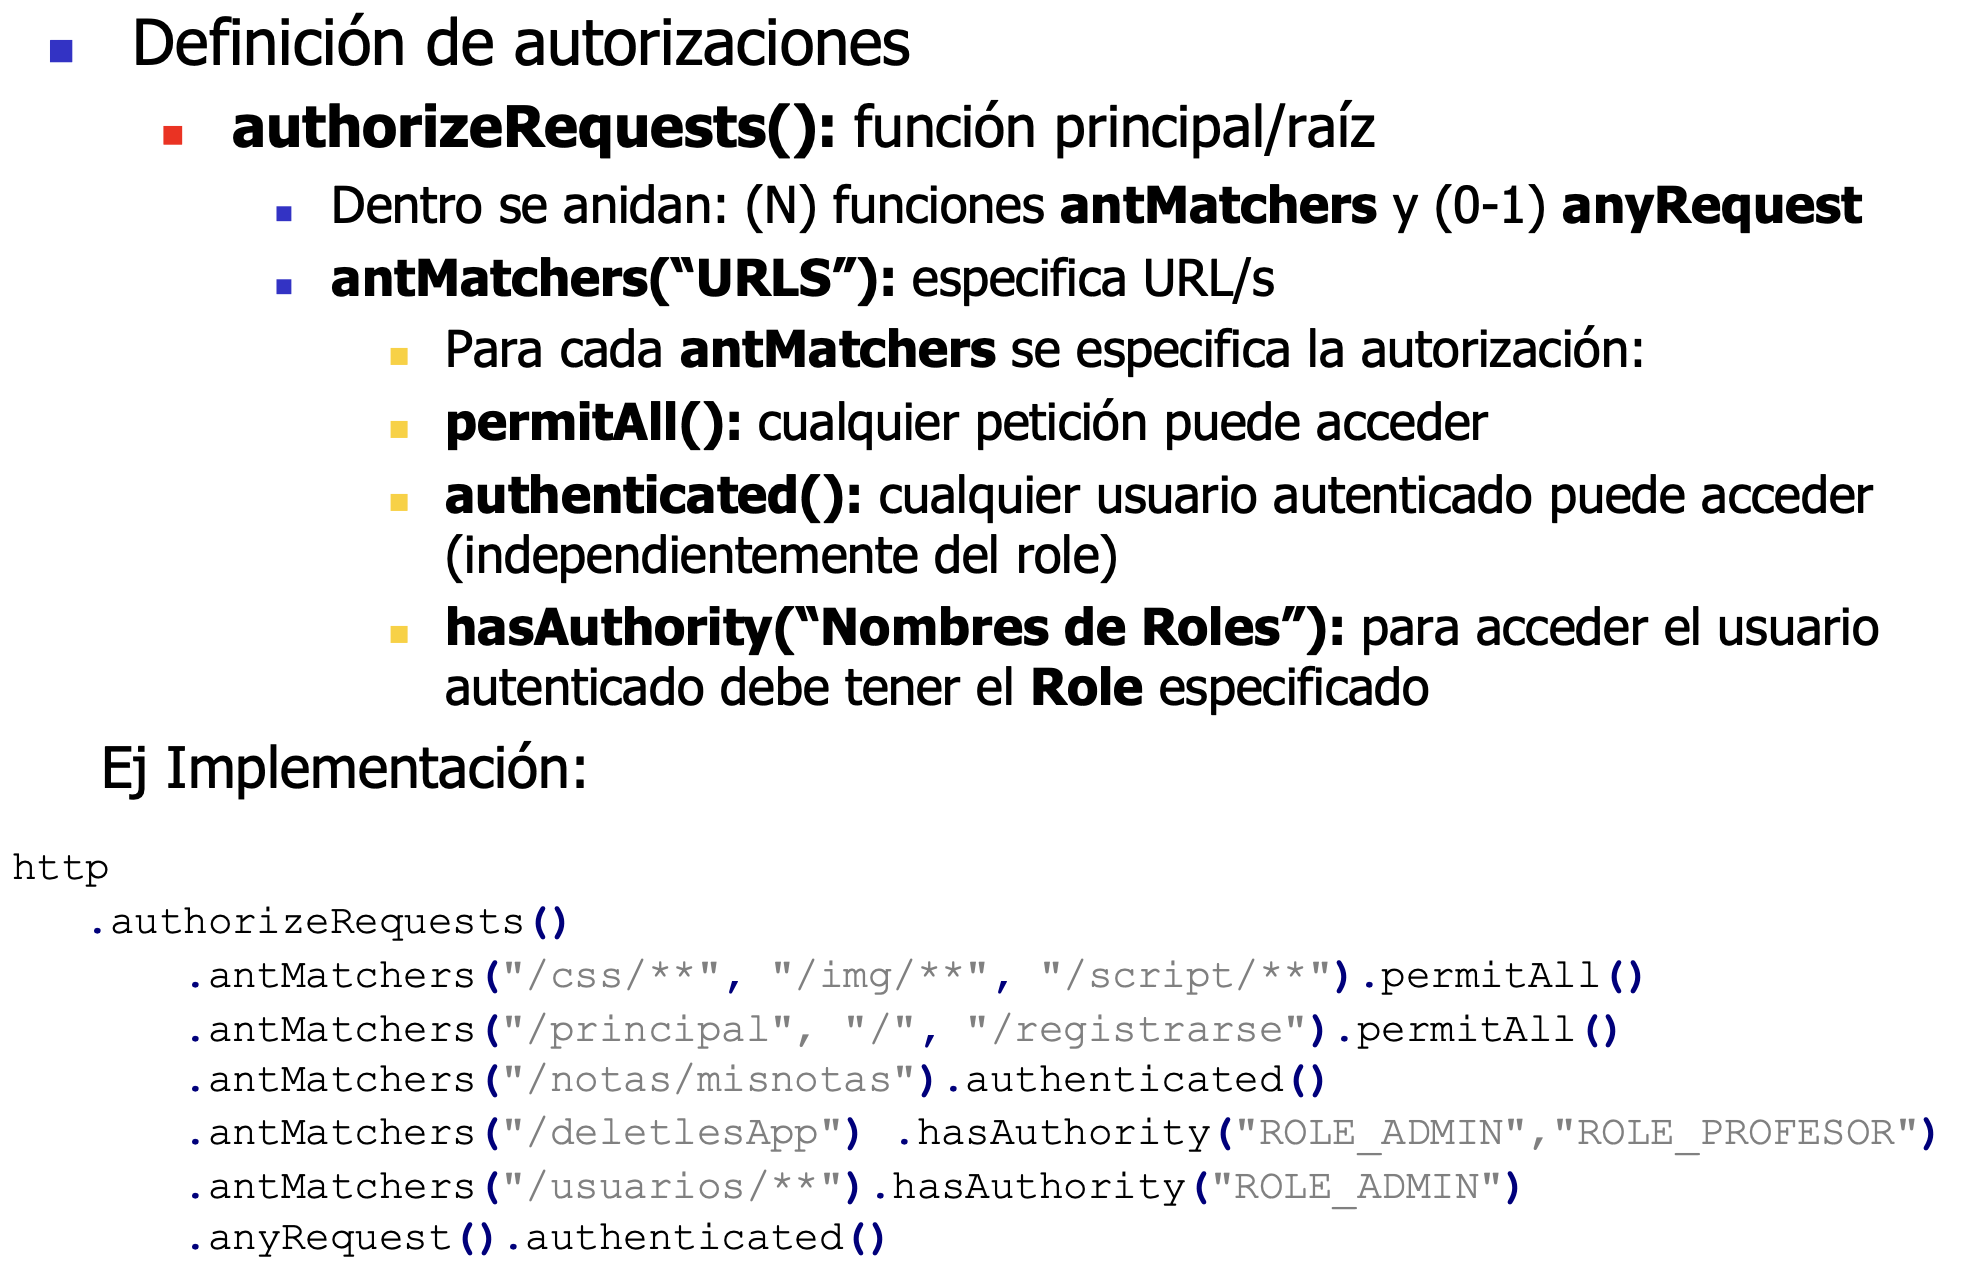 Definición de autorizaciones
authorizeRequests(): función principal/raíz
Dentro se anidan: (N) funciones antMatchers y (0-1) anyRequest
antMatchers(“URLS”): especifica URL/s
Para cada antMatchers se especifica la autorización:
permitAll(): cualquier petición puede acceder
authenticated(): cualquier usuario autenticado puede acceder
(independientemente del role)
hasAuthority(“Nombres de Roles”): para acceder el usuario
autenticado debe tener el Role especificado
Ej Implementación:
http
.authorizeRequests()
.antMatchers("/css/**", "/img/**", "/script/**").permitAll()
.antMatchers("/principal", "/", "/registrarse").permitAll()
.antMatchers("/notas/misnotas").authenticated()
.antMatchers("/deletlesApp") .hasAuthority("ROLE_ADMIN","ROLE_PROFESOR")
.antMatchers("/usuarios/**").hasAuthority("ROLE_ADMIN")
.anyRequest().authenticated()